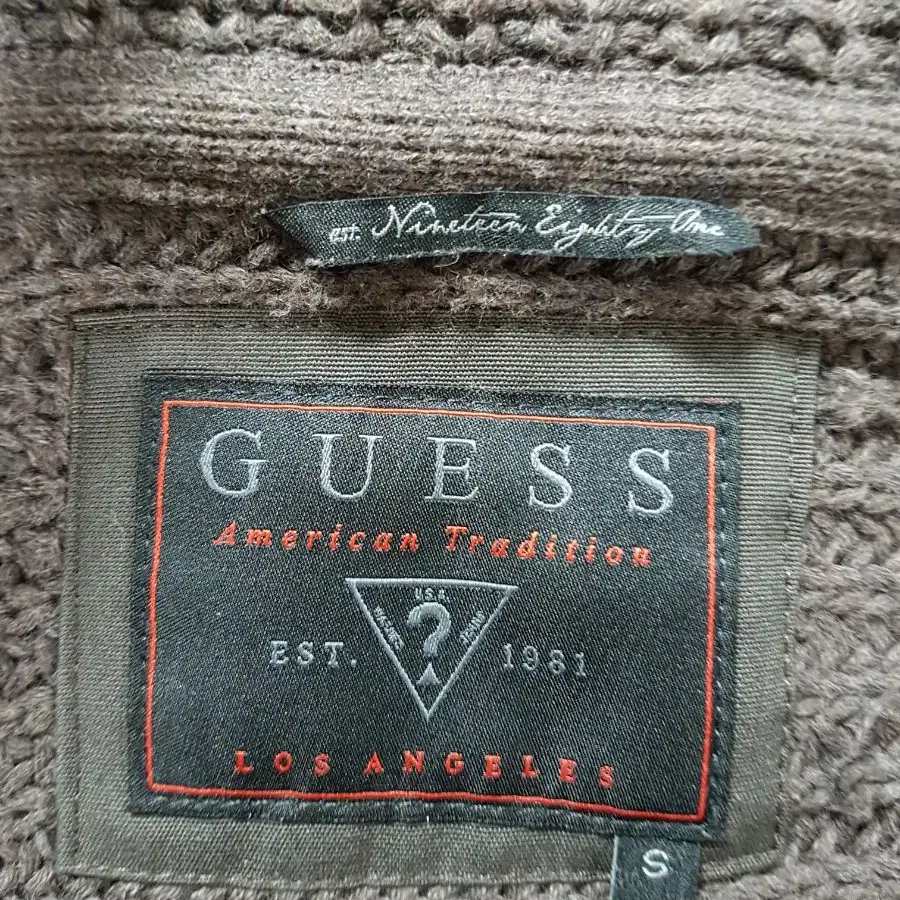 est. Nineteen Eighty One
GUESS
American Tradition
U.S.A.
EST. 1981
?
LOS ANGELES
S